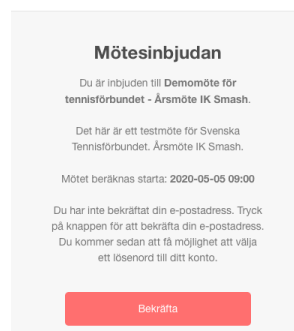 Mötesinbjudan
Du är inbjuden till Demomöte för
tennisförbundet - Årsmöte IK Smash.
Det här är ett testmöte för Svenska
Tennisförbundet. Årsmöte IK Smash.
Mötet beräknas starta: 2020-05-05 09:00
Du har inte bekräftat din e-postadress. Tryck
på knappen för att bekräfta din e-postadress.
Du kommer sedan att få möjlighet att välja
ett lösenord till ditt konto.
Bekräfta